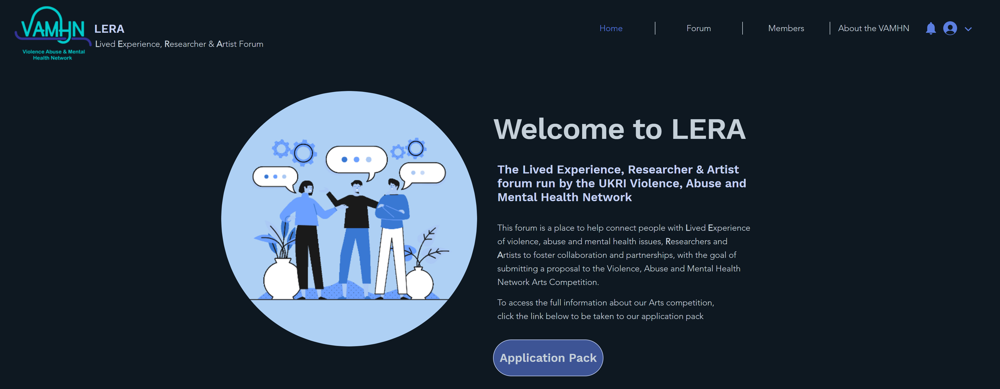 VAMHN
Violence Abuse & Mental
Health Network
LERA
Lived Experience, Researcher & Artist Forum
Home
Forum
Members
About the VAMHN
Welcome to LERA
The Lived Experience, Researcher & Artist
forum run by the UKRI Violence, Abuse and
Mental Health Network
This forum is a place to help connect people with Lived Experience
of violence, abuse and mental health issues, Researchers and
Artists to foster collaboration and partnerships, with the goal of
submitting a proposal to the Violence, Abuse and Mental Health
Network Arts Competition.
To access the full information about our Arts competition,
click the link below to be taken to our application pack
Application Pack